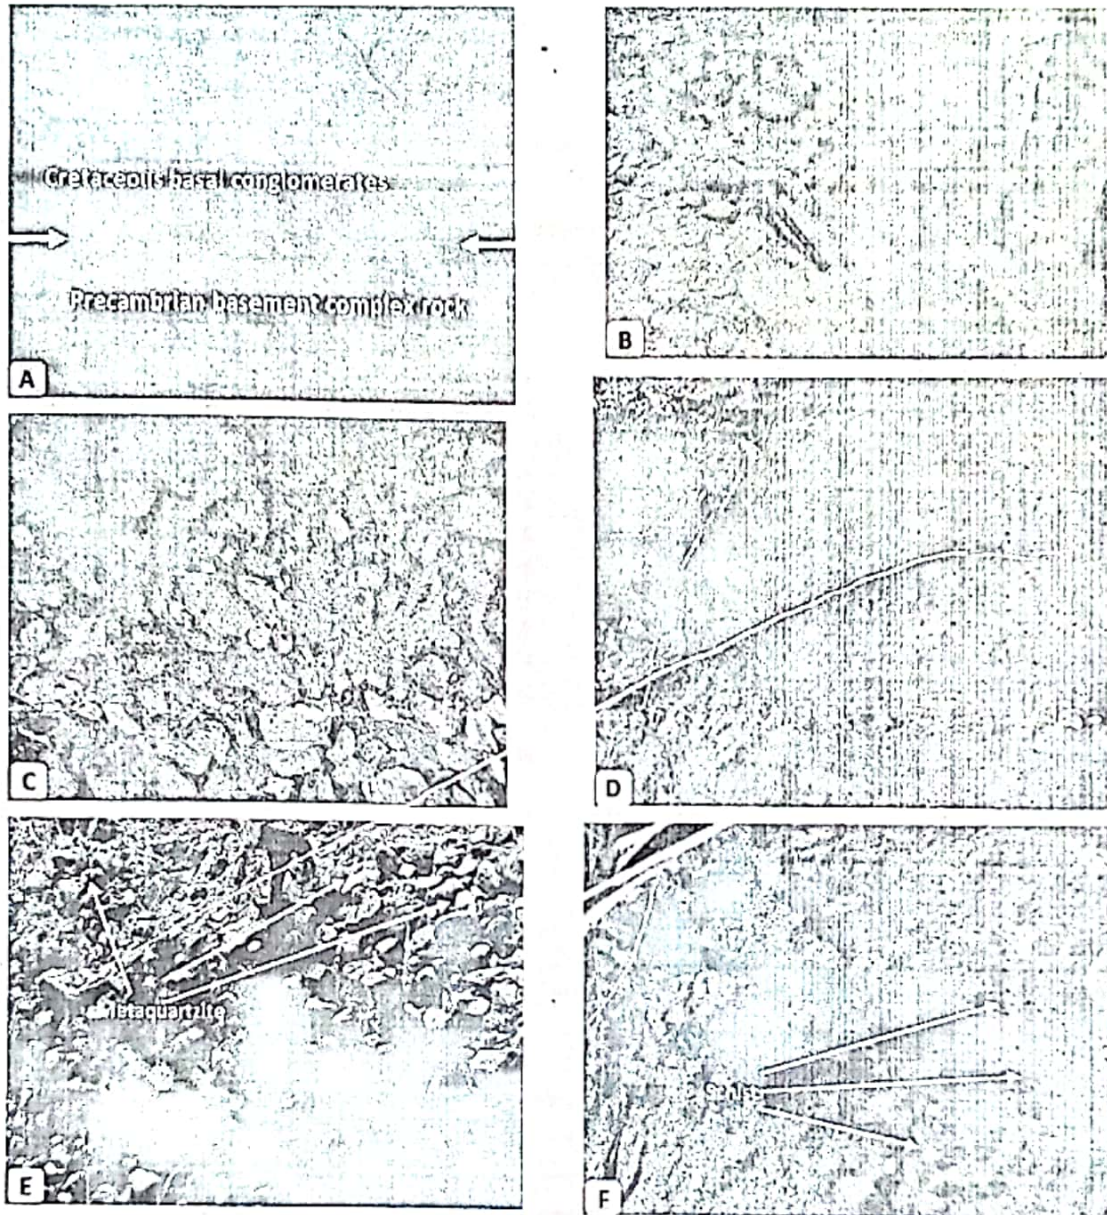 Cretaceous basal conglomerates
Precambrian basement complex rock
A
B
C
D
Metaquartzite
E
F